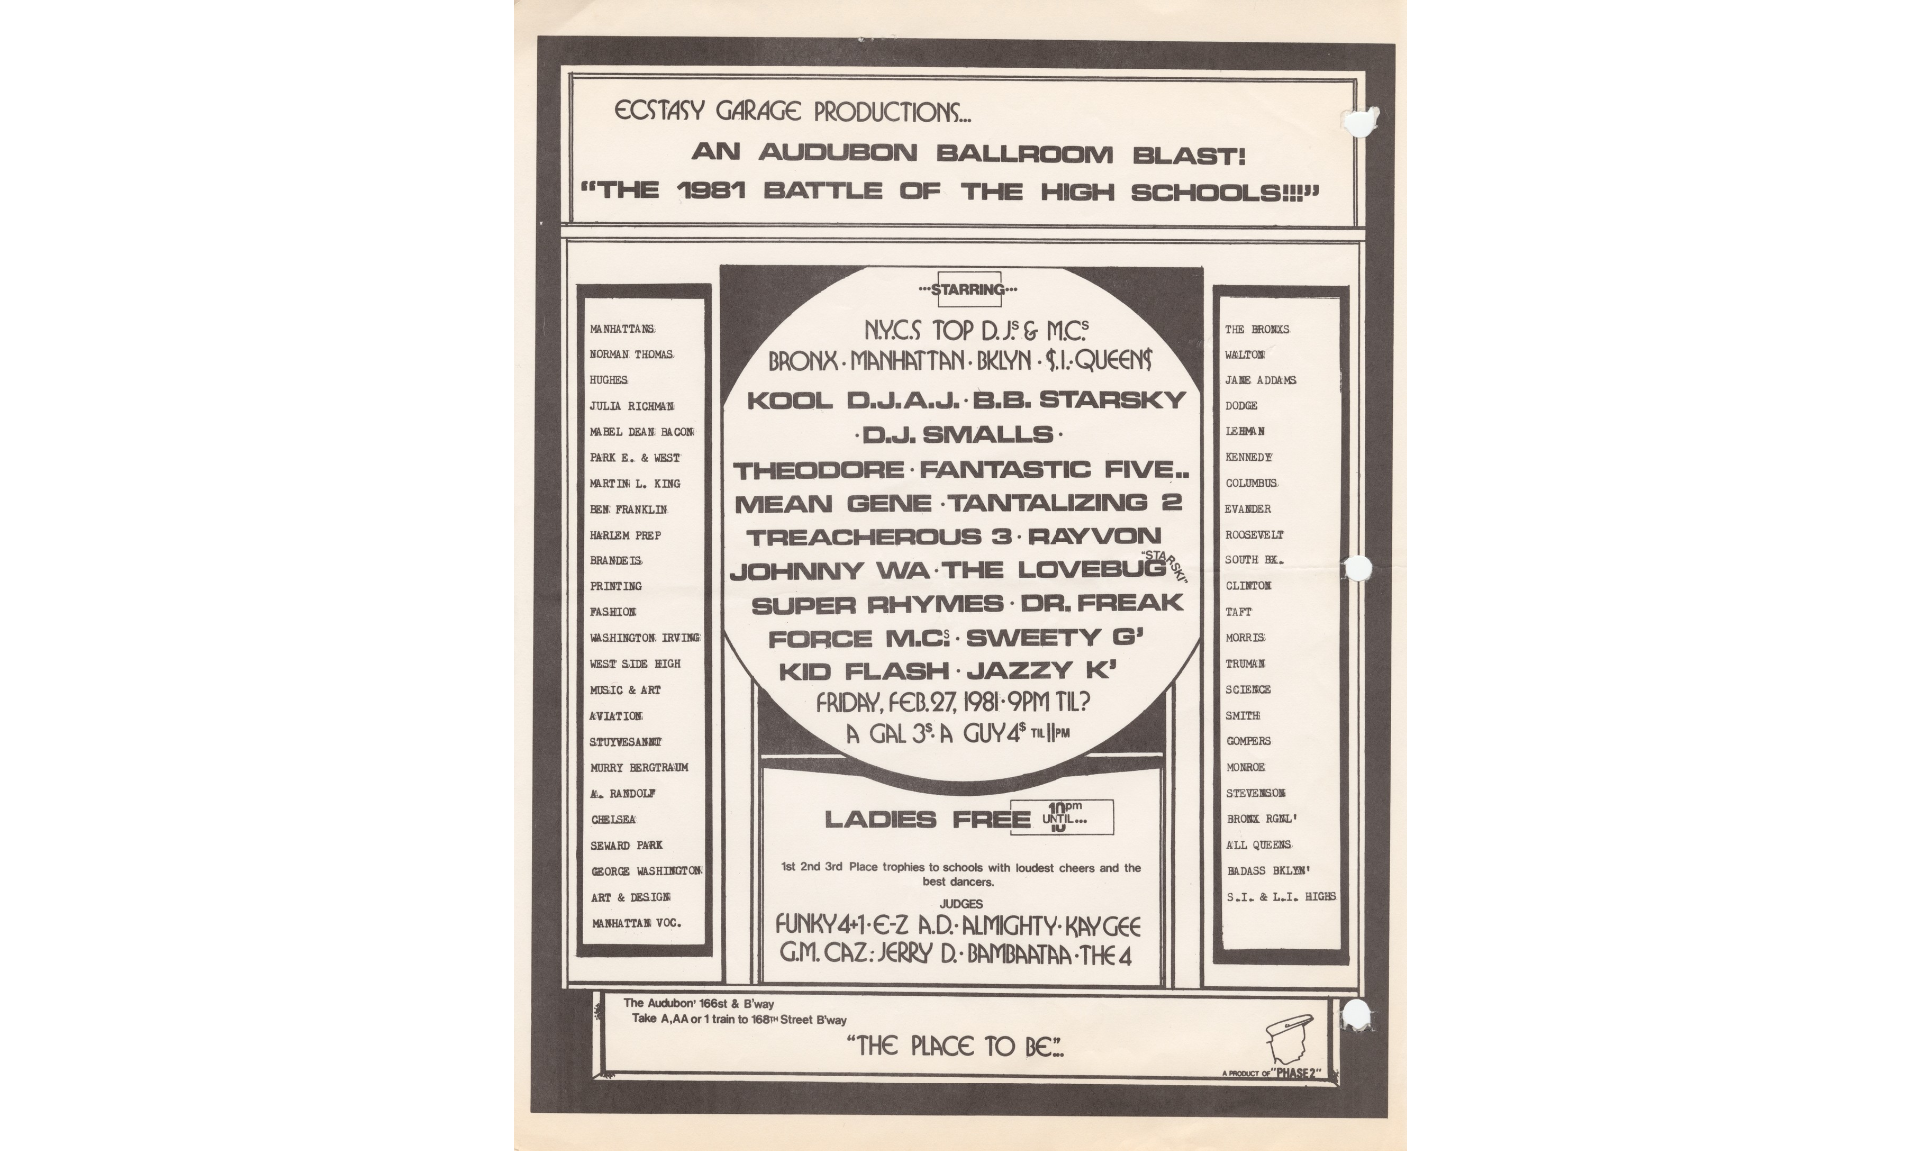 ECSTASY GARAGE PRODUCTIONS...
AN AUDUBON BALLROOM BLAST!
“THE 1981 BATTLE OF THE HIGH SCHOOLS!!!”
MANHATTANS
NORMAN THOMAS
HUGHES
JULIA RICHMAN
MABEL DEAN BACON
PARK E. & WEST
MARTIN L. KING
BEN FRANKLIN
HARLEM PREP
BRANDEIS
PRINTING
FASHION
WASHINGTON IRVING
WEST SIDE HIGH
MUSIC & ART
AVIATION
STUYVESANNT
MURRY BERGTRAUM
A. RANDOLF
CHELSEA
SEWARD PARK
GEORGE WASHINGTON
ART & DESIGN
MANHATTAN VOC.
...STARRING...
N.Y.C.S TOP D.J.s & M.C.s
BRONX · MANHATTAN · BKLYN · $.I. · QUEEN$
KOOL D.J.A.J. · B.B. STARSKY
· D.J. SMALLS ·
THEODORE · FANTASTIC FIVE..
MEAN GENE · TANTALIZING 2
TREACHEROUS 3 · RAYVON
JOHNNY WA · THE LOVEBUG "STARSKI"
SUPER RHYMES · DR. FREAK
FORCE M.C.s · SWEETY G'
KID FLASH · JAZZY K'
FRIDAY, FEB. 27, 1981 · 9PM TIL?
A GAL 3$. A GUY 4$ TIL 11PM
LADIES FREE 10pm
UNTIL...
1st 2nd 3rd Place trophies to schools with loudest cheers and the
best dancers.
JUDGES
FUNKY 4+1 · E-Z A.D. · ALMIGHTY · KAY GEE
G.M. CAZ : JERRY D. · BAMBAATAA · THE 4
THE BRONXS
WALTON
JANE ADDAMS
DODGE
LEHMAN
KENNEDY
COLUMBUS
EVANDER
ROOSEVELT
SOUTH BX.
CLINTON
TAFT
MORRIS
TRUMAN
SCIENCE
SMITH
GOMPERS
MONROE
STEVENSON
BRONX RGNL'
ALL QUEENS
BADASS BKLYN'
S.I. & L.I. HIGHS
The Audubon' 166st & B'way
Take A,AA or 1 train to 168TH Street B'way
“THE PLACE TO BE”...
A PRODUCT OF "PHASE 2"